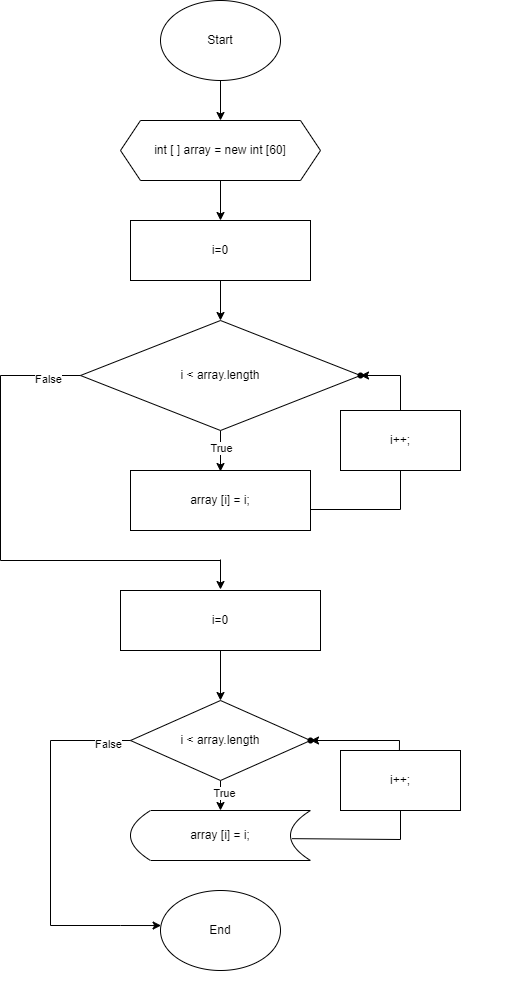 Start
int [ ] array = new int [60]
i=0
i < array.length
False
True
i++;
array [i] = i;
i=0
i < array.length
False
True
i++;
array [i] = i;
End